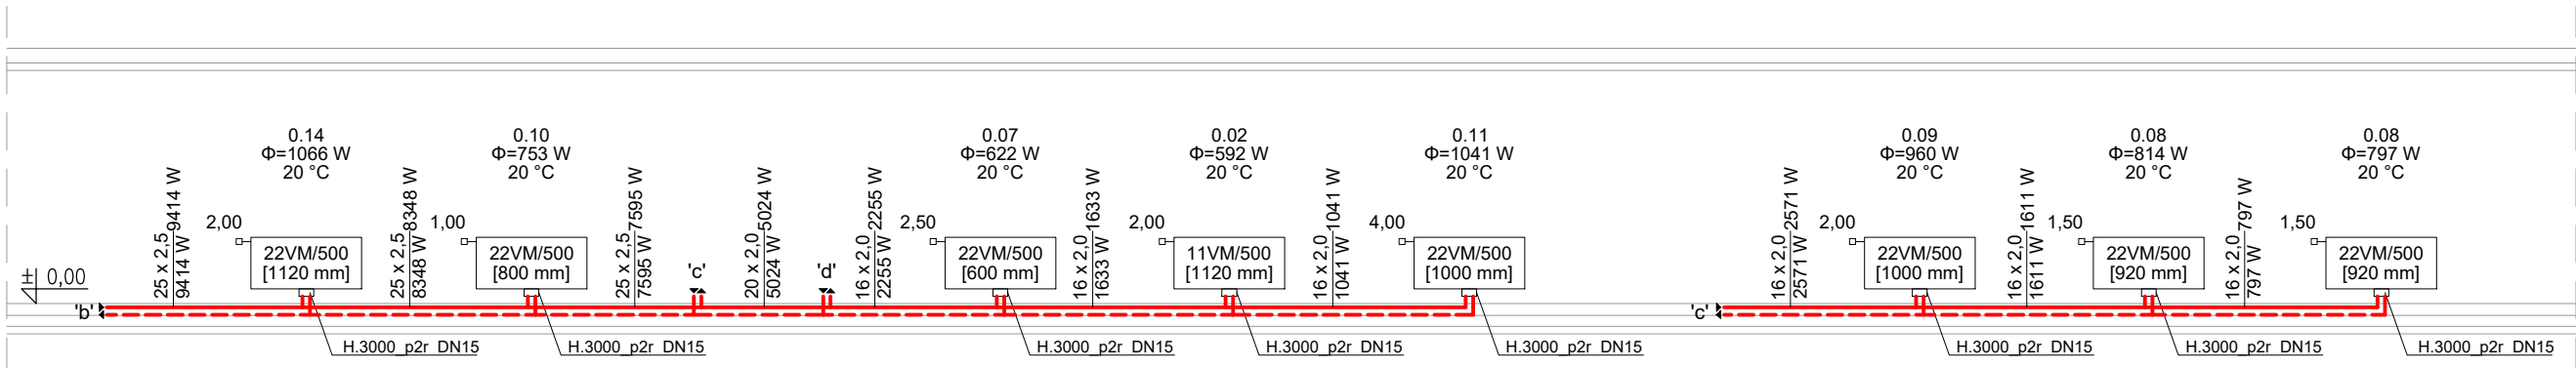 0.14
Φ=1066 W
20 °C
0.10
Φ=753 W
20 °C
0.07
Φ=622 W
20 °C
0.02
Φ=592 W
20 °C
0.11
Φ=1041 W
20 °C
0.09
Φ=960 W
20 °C
0.08
Φ=814 W
20 °C
0.08
Φ=797 W
20 °C
± 0,00
'b'
25 x 2,5 9414 W
9414 W
2,00
22VM/500
[1120 mm]
25 x 2,5 8348 W
8348 W
1,00
22VM/500
[800 mm]
25 x 2,5 7595 W
7595 W
'c'
20 x 2,0 5024 W
5024 W
'd'
16 x 2,0 2255 W
2255 W
2,50
22VM/500
[600 mm]
16 x 2,0 1633 W
1633 W
2,00
11VM/500
[1120 mm]
16 x 2,0 1041 W
1041 W
4,00
22VM/500
[1000 mm]
'c'
16 x 2,0 2571 W
2571 W
2,00
22VM/500
[1000 mm]
16 x 2,0 1611 W
1611 W
1,50
22VM/500
[920 mm]
16 x 2,0 797 W
797 W
1,50
22VM/500
[920 mm]
H.3000_p2r DN15
H.3000_p2r DN15
H.3000_p2r DN15
H.3000_p2r DN15
H.3000_p2r DN15
H.3000_p2r DN15
H.3000_p2r DN15
H.3000_p2r DN15